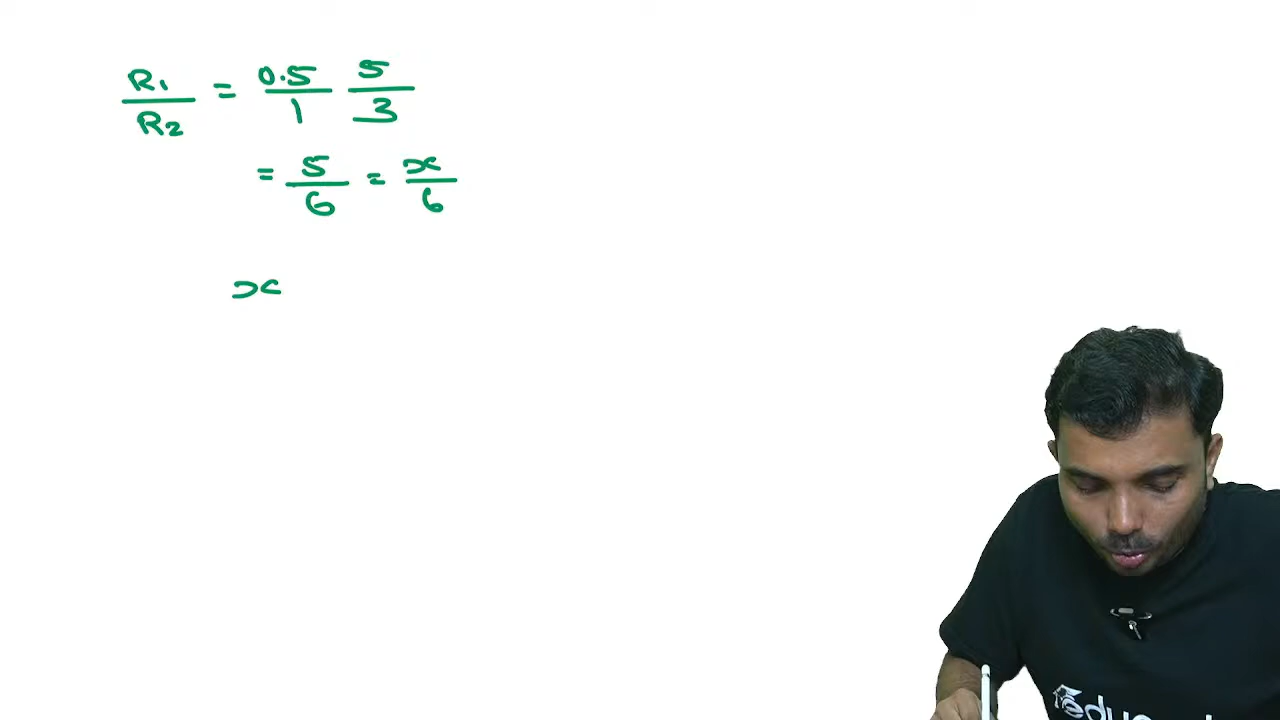 R₁/R₂ = 0.5/1 5/3
= 5/6 = x/6
x